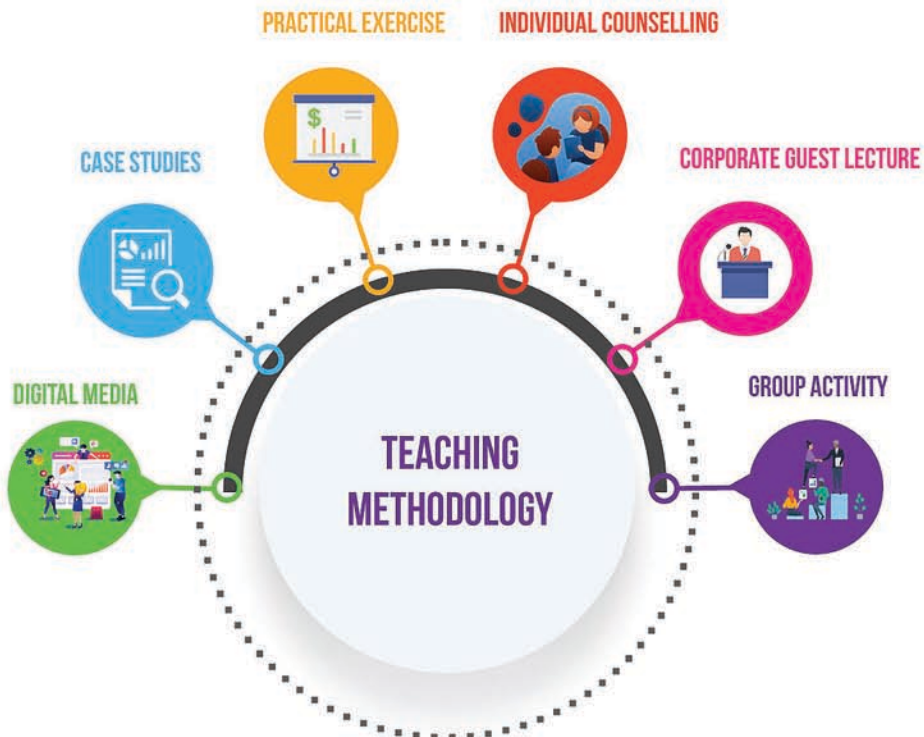 PRACTICAL EXERCISE
INDIVIDUAL COUNSELLING
CASE STUDIES
CORPORATE GUEST LECTURE
DIGITAL MEDIA
GROUP ACTIVITY
TEACHING
METHODOLOGY
$